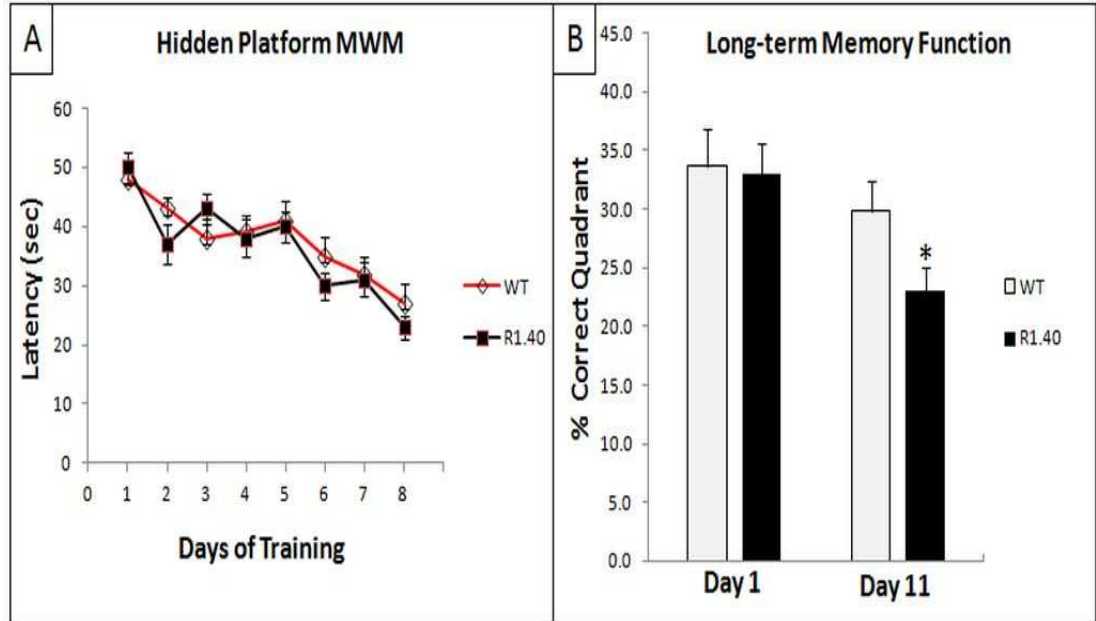 A
Hidden Platform MWM
60
50
40
30
20
10
0
Latency (sec)
0 1 2 3 4 5 6 7 8
Days of Training
WT
R1.40
B
Long-term Memory Function
45.0
40.0
35.0
30.0
25.0
20.0
15.0
10.0
5.0
0.0
% Correct Quadrant
*
Day 1 Day 11
WT
R1.40